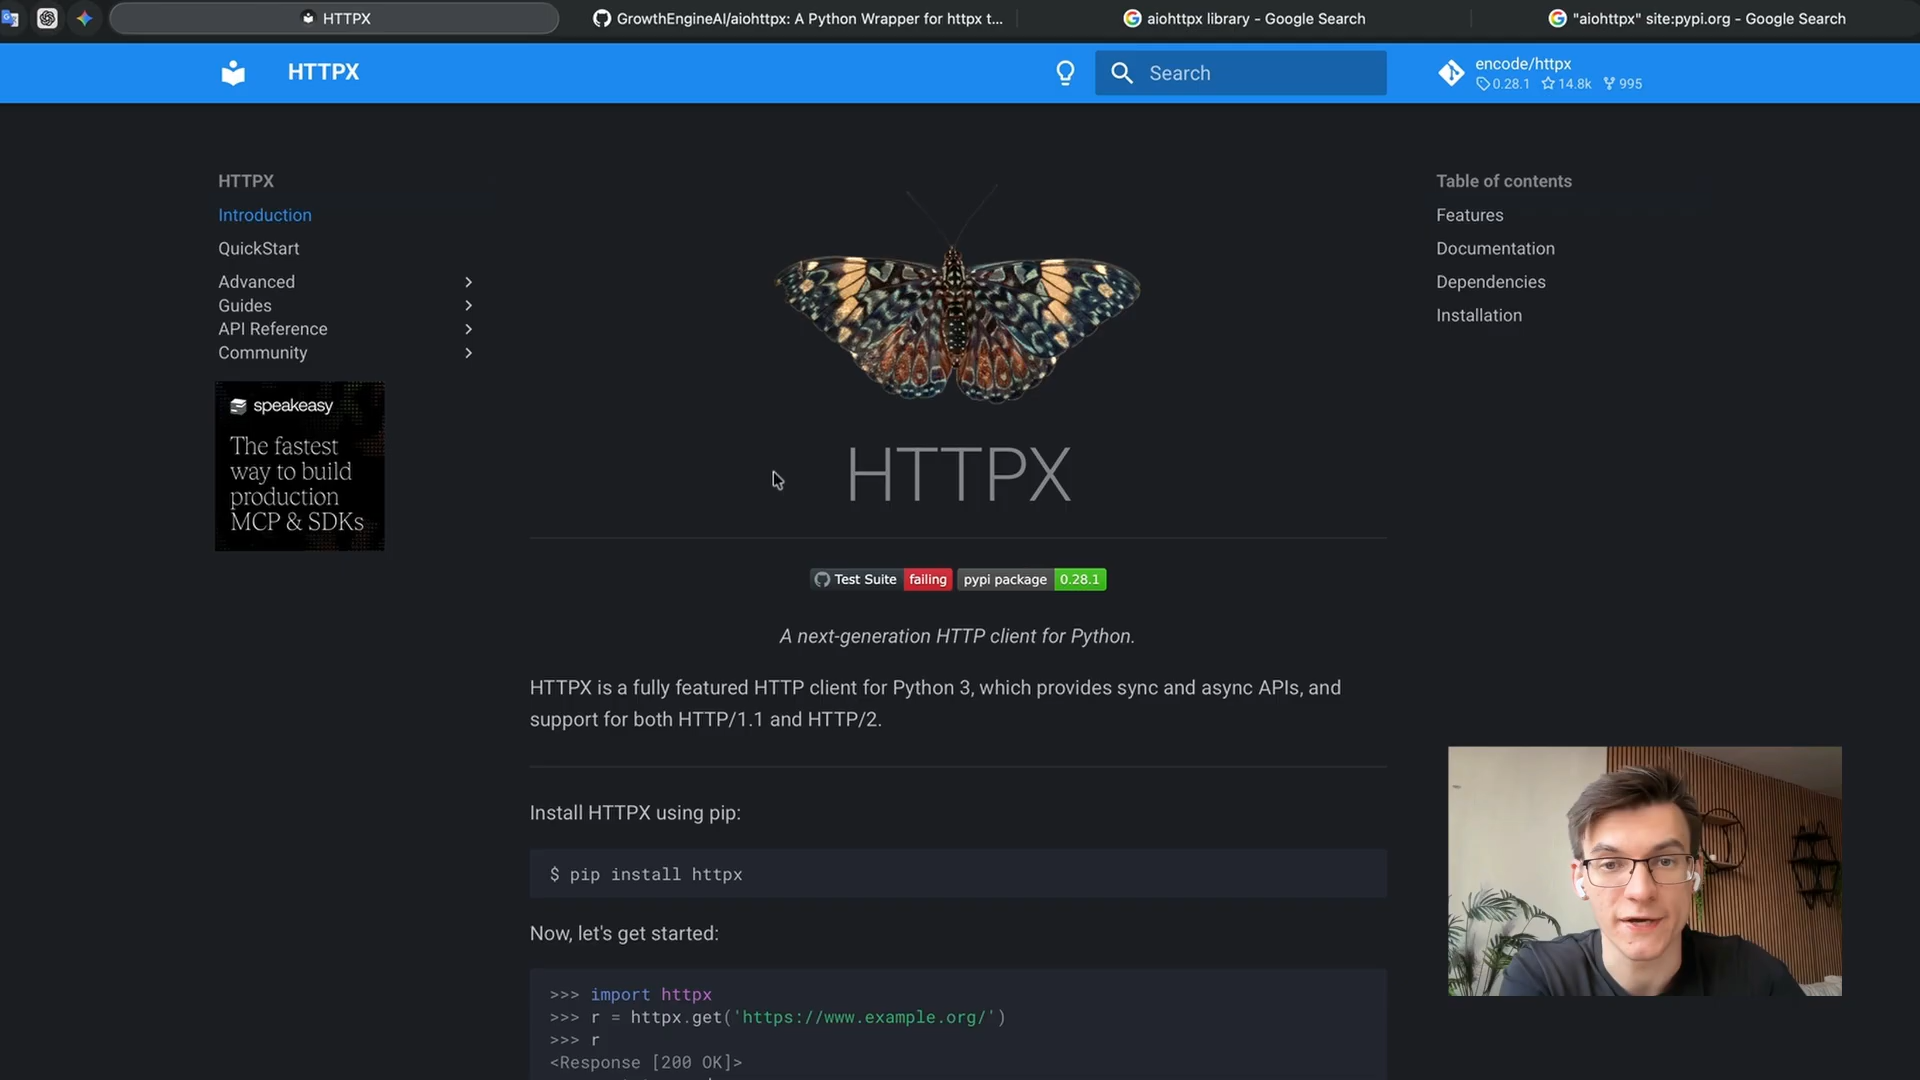 HTTPX
GrowthEngineAI/aiohttpx: A Python Wrapper for httpx t...
aiohttpx library - Google Search
"aiohttpx" site:pypi.org - Google Search
HTTPX
Search
encode/httpx
0.28.1 14.8k 995
HTTPX
Introduction
QuickStart
Advanced
Guides
API Reference
Community
speakeasy
The fastest
way to build
production
MCP & SDKs
HTTPX
Test Suite failing pypi package 0.28.1
A next-generation HTTP client for Python.
HTTPX is a fully featured HTTP client for Python 3, which provides sync and async APIs, and
support for both HTTP/1.1 and HTTP/2.
Install HTTPX using pip:
$ pip install httpx
Now, let's get started:
>>> import httpx
>>> r = httpx.get('https://www.example.org/')
>>> r
<Response [200 OK]>
Table of contents
Features
Documentation
Dependencies
Installation